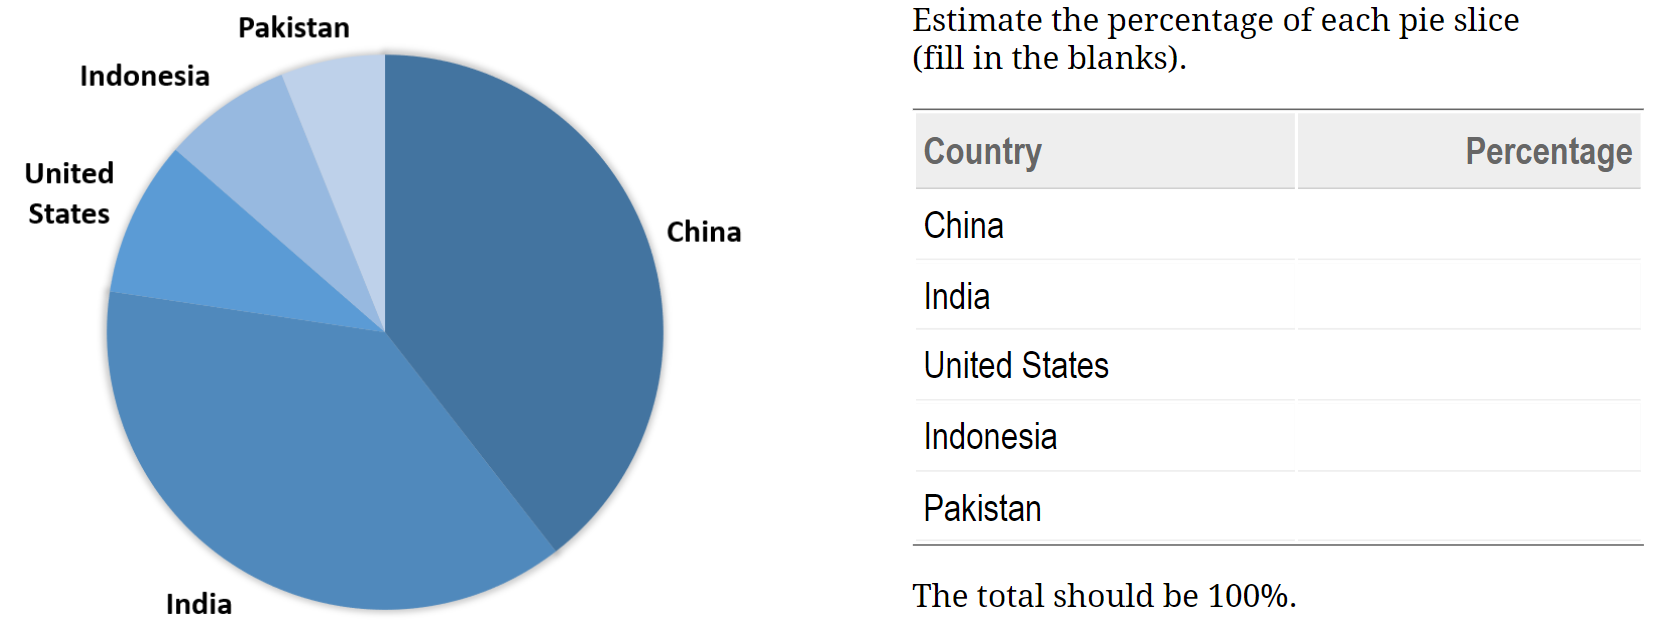 Pakistan
Indonesia
United
States
China
India
Estimate the percentage of each pie slice
(fill in the blanks).
Country Percentage
China
India
United States
Indonesia
Pakistan
The total should be 100%.